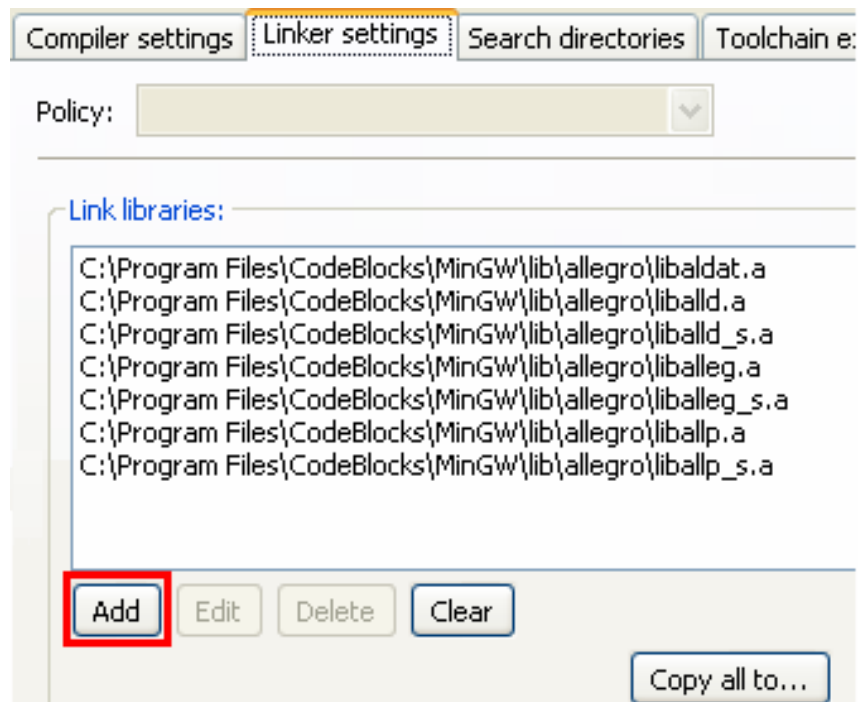 Compiler settings Linker settings Search directories Toolchain e
Policy:
Link libraries:
C:\Program Files\CodeBlocks\MinGW\lib\allegro\libaldat.a
C:\Program Files\CodeBlocks\MinGW\lib\allegro\liballd.a
C:\Program Files\CodeBlocks\MinGW\lib\allegro\liballd_s.a
C:\Program Files\CodeBlocks\MinGW\lib\allegro\liballeg.a
C:\Program Files\CodeBlocks\MinGW\lib\allegro\liballeg_s.a
C:\Program Files\CodeBlocks\MinGW\lib\allegro\liballp.a
C:\Program Files\CodeBlocks\MinGW\lib\allegro\liballp_s.a
Add Edit Delete Clear
Copy all to...